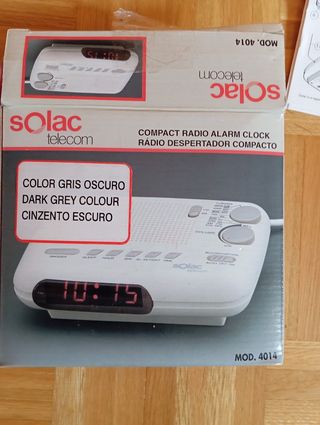 MOD. 4014
solac
telecom
solac
telecom
COMPACT RADIO ALARM CLOCK
RÁDIO DESPERTADOR COMPACTO
COLOR GRIS OSCURO
DARK GREY COLOUR
CINZENTO ESCURO
solac
10:15
MOD. 4014